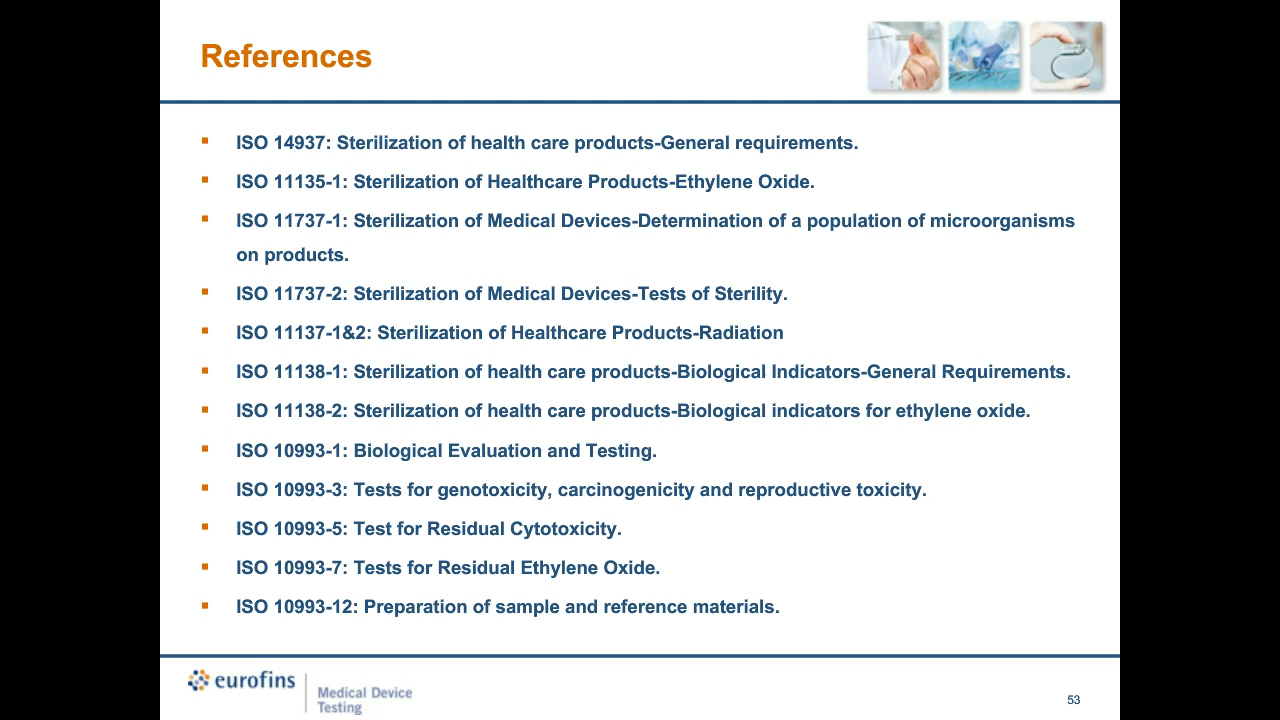 References
ISO 14937: Sterilization of health care products-General requirements.
ISO 11135-1: Sterilization of Healthcare Products-Ethylene Oxide.
ISO 11737-1: Sterilization of Medical Devices-Determination of a population of microorganisms
on products.
ISO 11737-2: Sterilization of Medical Devices-Tests of Sterility.
ISO 11137-1&2: Sterilization of Healthcare Products-Radiation
ISO 11138-1: Sterilization of health care products-Biological Indicators-General Requirements.
ISO 11138-2: Sterilization of health care products-Biological indicators for ethylene oxide.
ISO 10993-1: Biological Evaluation and Testing.
ISO 10993-3: Tests for genotoxicity, carcinogenicity and reproductive toxicity.
ISO 10993-5: Test for Residual Cytotoxicity.
ISO 10993-7: Tests for Residual Ethylene Oxide.
ISO 10993-12: Preparation of sample and reference materials.
eurofins
Medical Device
Testing
53